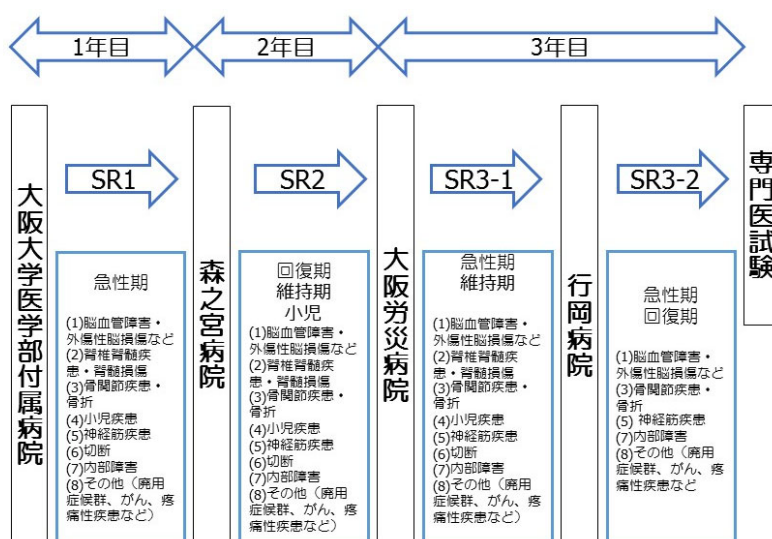 1年目
2年目
3年目
大阪大学医学部付属病院
SR1
急性期
(1)脳血管障害・
外傷性脳損傷など
(2)脊椎脊髄疾
患・脊髄損傷
(3)骨関節疾患・
骨折
(4)小児疾患
(5)神経筋疾患
(6)切断
(7)内部障害
(8)その他（廃用
症候群、がん、疼
痛性疾患など）
森之宮病院
SR2
回復期
維持期
小児
(1)脳血管障害・
外傷性脳損傷など
(2)脊椎脊髄疾
患・脊髄損傷
(3)骨関節疾患・
骨折
(4)小児疾患
(5)神経筋疾患
(6)切断
(7)内部障害
(8)その他（廃用
症候群、がん、疼
痛性疾患など）
大阪労災病院
SR3-1
急性期
維持期
(1)脳血管障害・
外傷性脳損傷など
(2)脊椎脊髄疾
患・脊髄損傷
(3)骨関節疾患・
骨折
(4)小児疾患
(5)神経筋疾患
(6)切断
(7)内部障害
(8)その他（廃用
症候群、がん、疼
痛性疾患など）
行岡病院
SR3-2
急性期
回復期
(1)脳血管障害・
外傷性脳損傷など
(3)骨関節疾患・
骨折
(5) 神経筋疾患
(7)内部障害
(8)その他（廃用
症候群、がん、疼
痛性疾患など
専門医試験